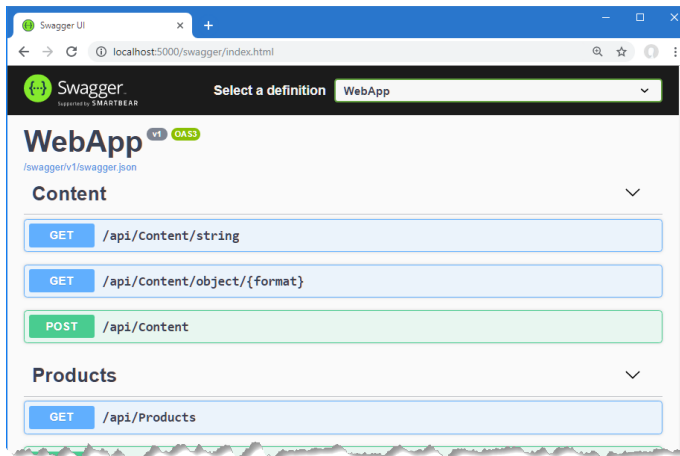 Swagger UI
localhost:5000/swagger/index.html
Swagger
Supported by SMARTBEAR
Select a definition
WebApp
WebApp v1 OAS3
/swagger/v1/swagger.json
Content
GET /api/Content/string
GET /api/Content/object/{format}
POST /api/Content
Products
GET /api/Products